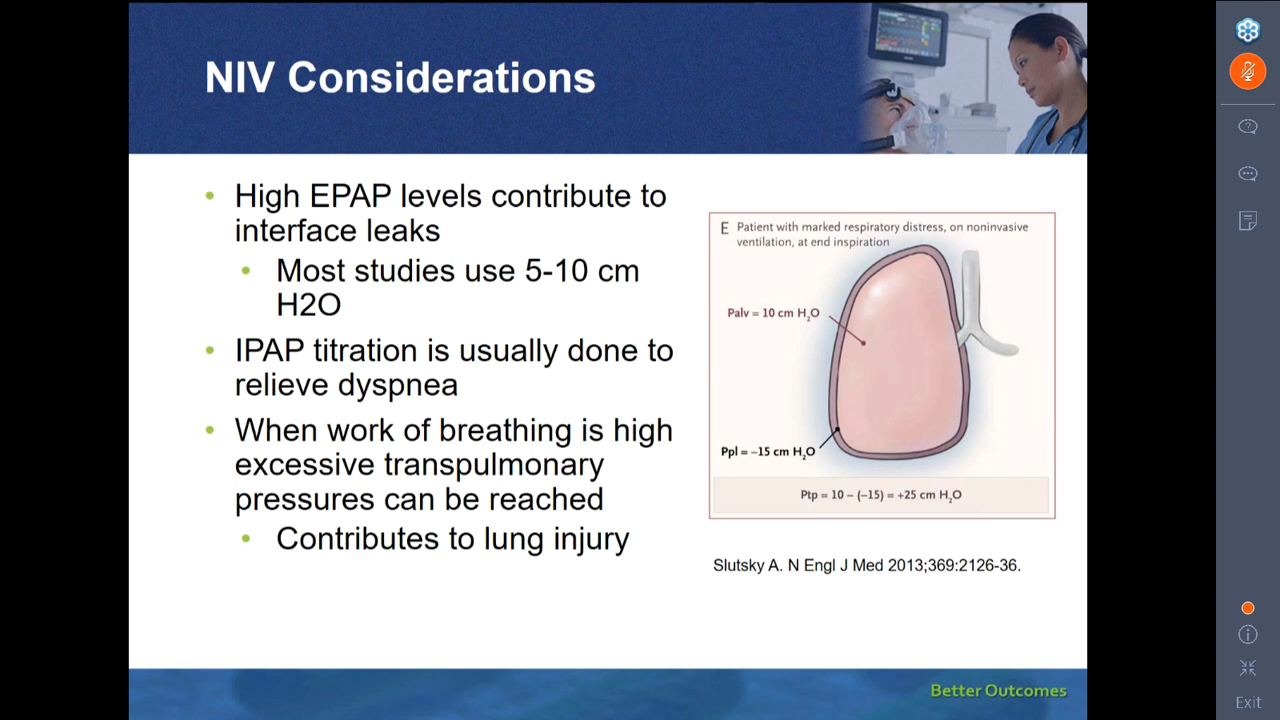 NIV Considerations
• High EPAP levels contribute to
interface leaks
• Most studies use 5-10 cm
H2O
• IPAP titration is usually done to
relieve dyspnea
• When work of breathing is high
excessive transpulmonary
pressures can be reached
• Contributes to lung injury
E Patient with marked respiratory distress, on noninvasive
ventilation, at end inspiration
Palv = 10 cm H₂O
Ppl = −15 cm H₂O
Ptp = 10 − (−15) = +25 cm H₂O
Slutsky A. N Engl J Med 2013;369:2126-36.
Better Outcomes
Exit